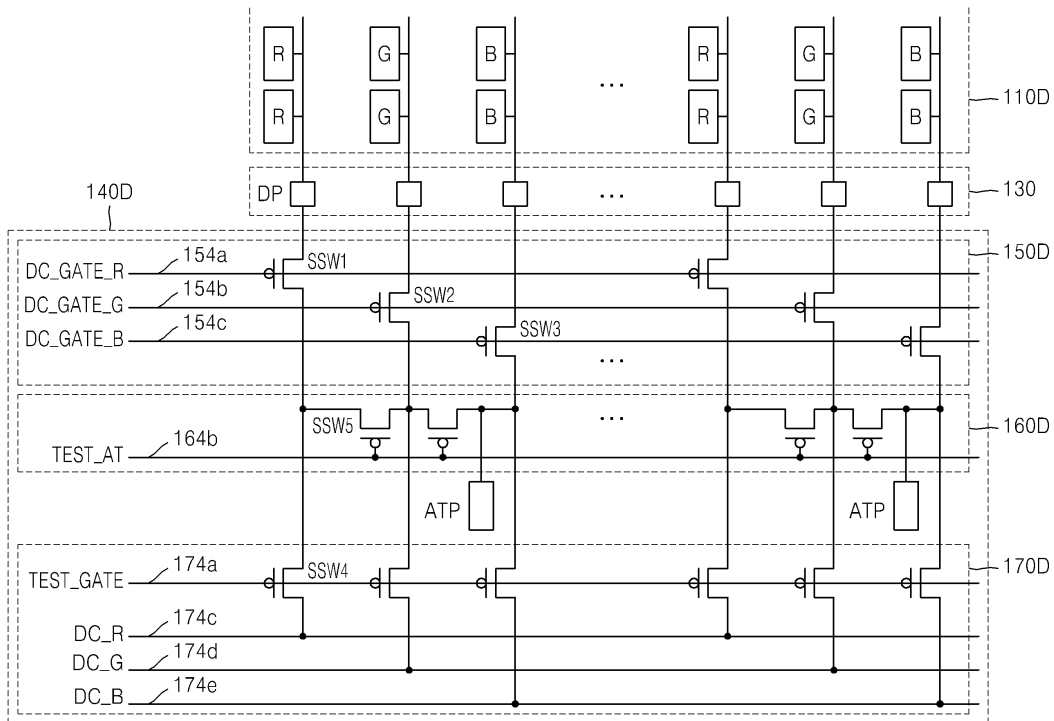 R G B ... R G B
R G R G B 110D
B
DP ... 130
140D
DC_GATE_R 154a SSW1 150D
DC_GATE_G 154b SSW2
DC_GATE_B 154c SSW3
...
SSW5 ... 160D
TEST_AT 164b
ATP ATP
TEST_GATE 174a SSW4 170D
DC_R 174c
DC_G 174d
DC_B 174e